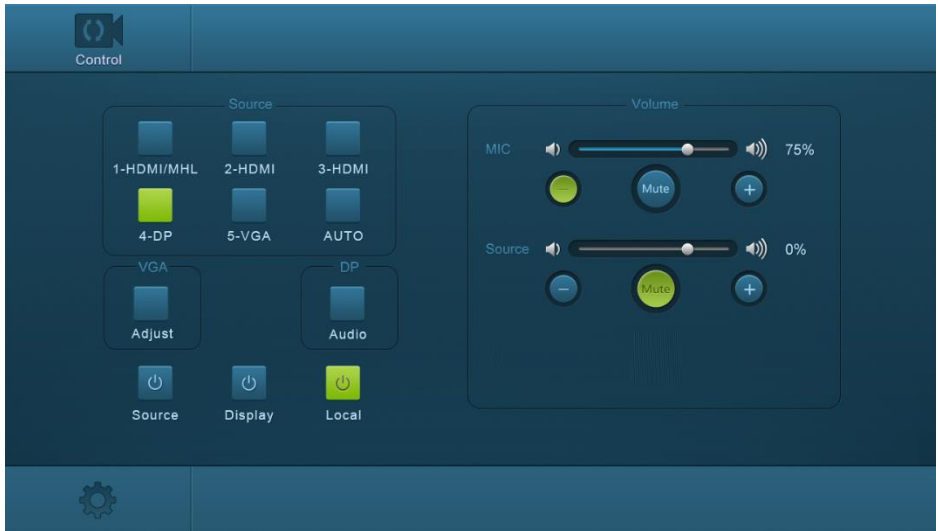 Control
Source
1-HDMI/MHL 2-HDMI 3-HDMI
4-DP 5-VGA AUTO
VGA DP
Adjust Audio
Source Display Local
Volume
MIC 75%
− Mute +
Source 0%
− Mute +